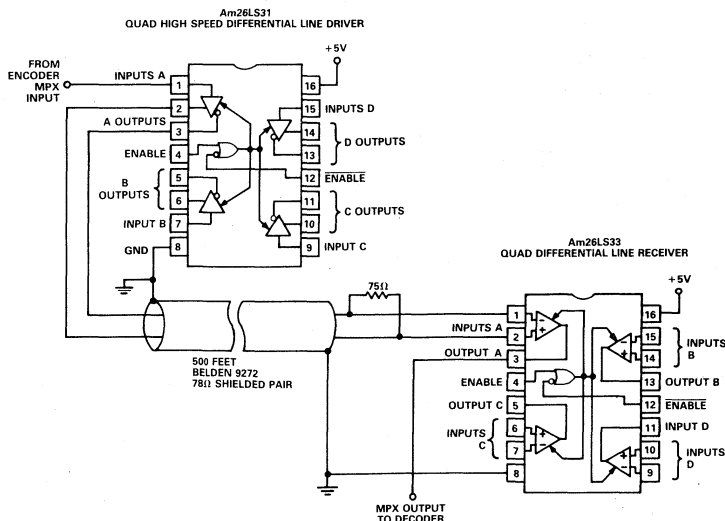 Am26LS31
QUAD HIGH SPEED DIFFERENTIAL LINE DRIVER
+5V
FROM
ENCODER
MPX
INPUT
INPUTS A
1
16
2
15
INPUTS D
A OUTPUTS
3
14
D OUTPUTS
13
ENABLE
4
12
ENABLE
B
OUTPUTS
5
6
11
10
C OUTPUTS
INPUT B
7
9
INPUT C
GND
8
Am26LS33
QUAD DIFFERENTIAL LINE RECEIVER
+5V
75Ω
500 FEET
BELDEN 9272
78Ω SHIELDED PAIR
1
16
INPUTS A
2
15
14
INPUTS
B
OUTPUT A
3
13
OUTPUT B
ENABLE
4
12
ENABLE
OUTPUT C
5
11
INPUT D
INPUTS
C
6
7
10
9
INPUTS
D
8
MPX OUTPUT
TO DECODER